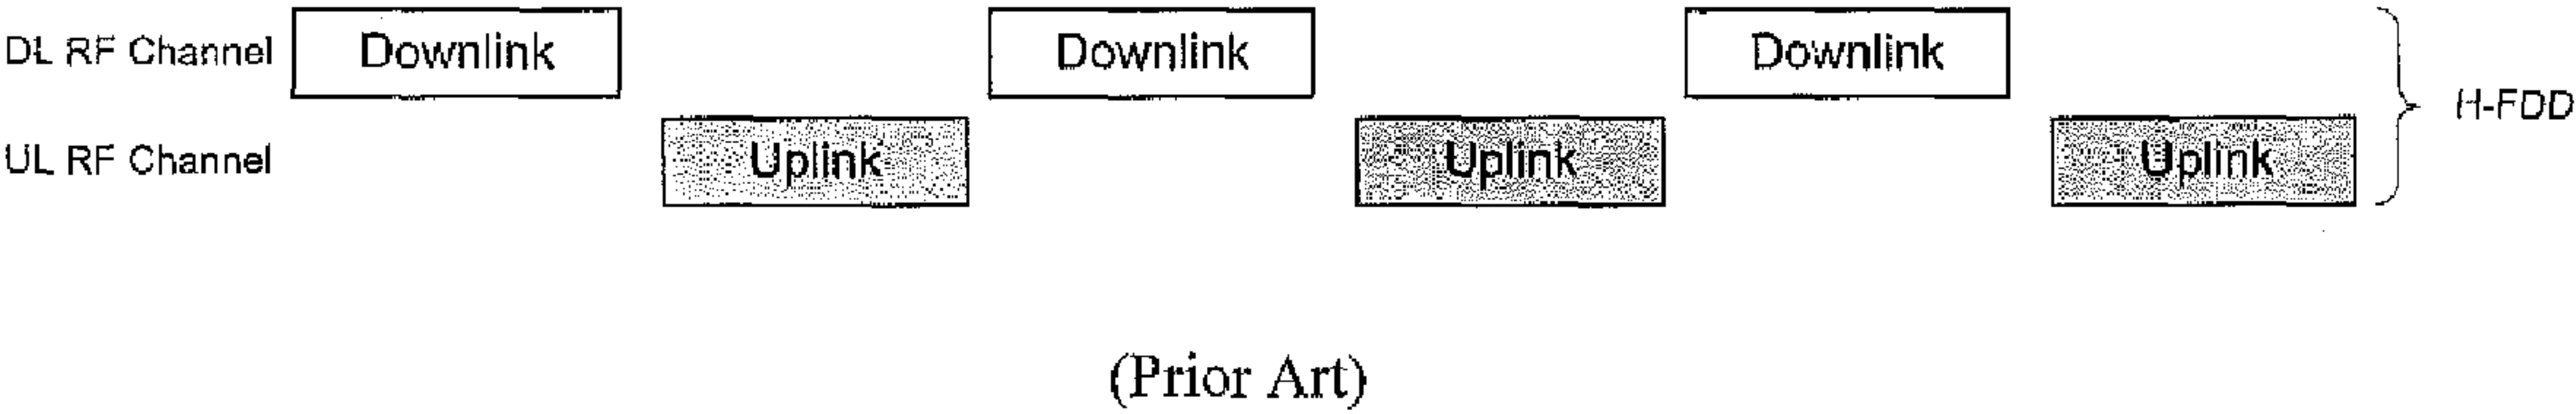 DL RF Channel Downlink Downlink Downlink
H-FDD
UL RF Channel Uplink Uplink Uplink
(Prior Art)